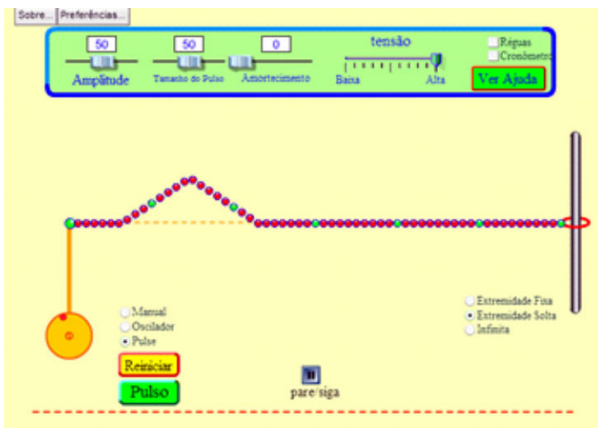 Sobre... Preferências...
50 50 0 tensão Réguas
Cronômetro
Amplitude Tamanho do Pulso Amortecimento Baixa Alta Ver Ajuda
Manual
Oscilador
Pulse
Extremidade Fixa
Extremidade Solta
Infinita
Reiniciar
Pulso
pare/siga